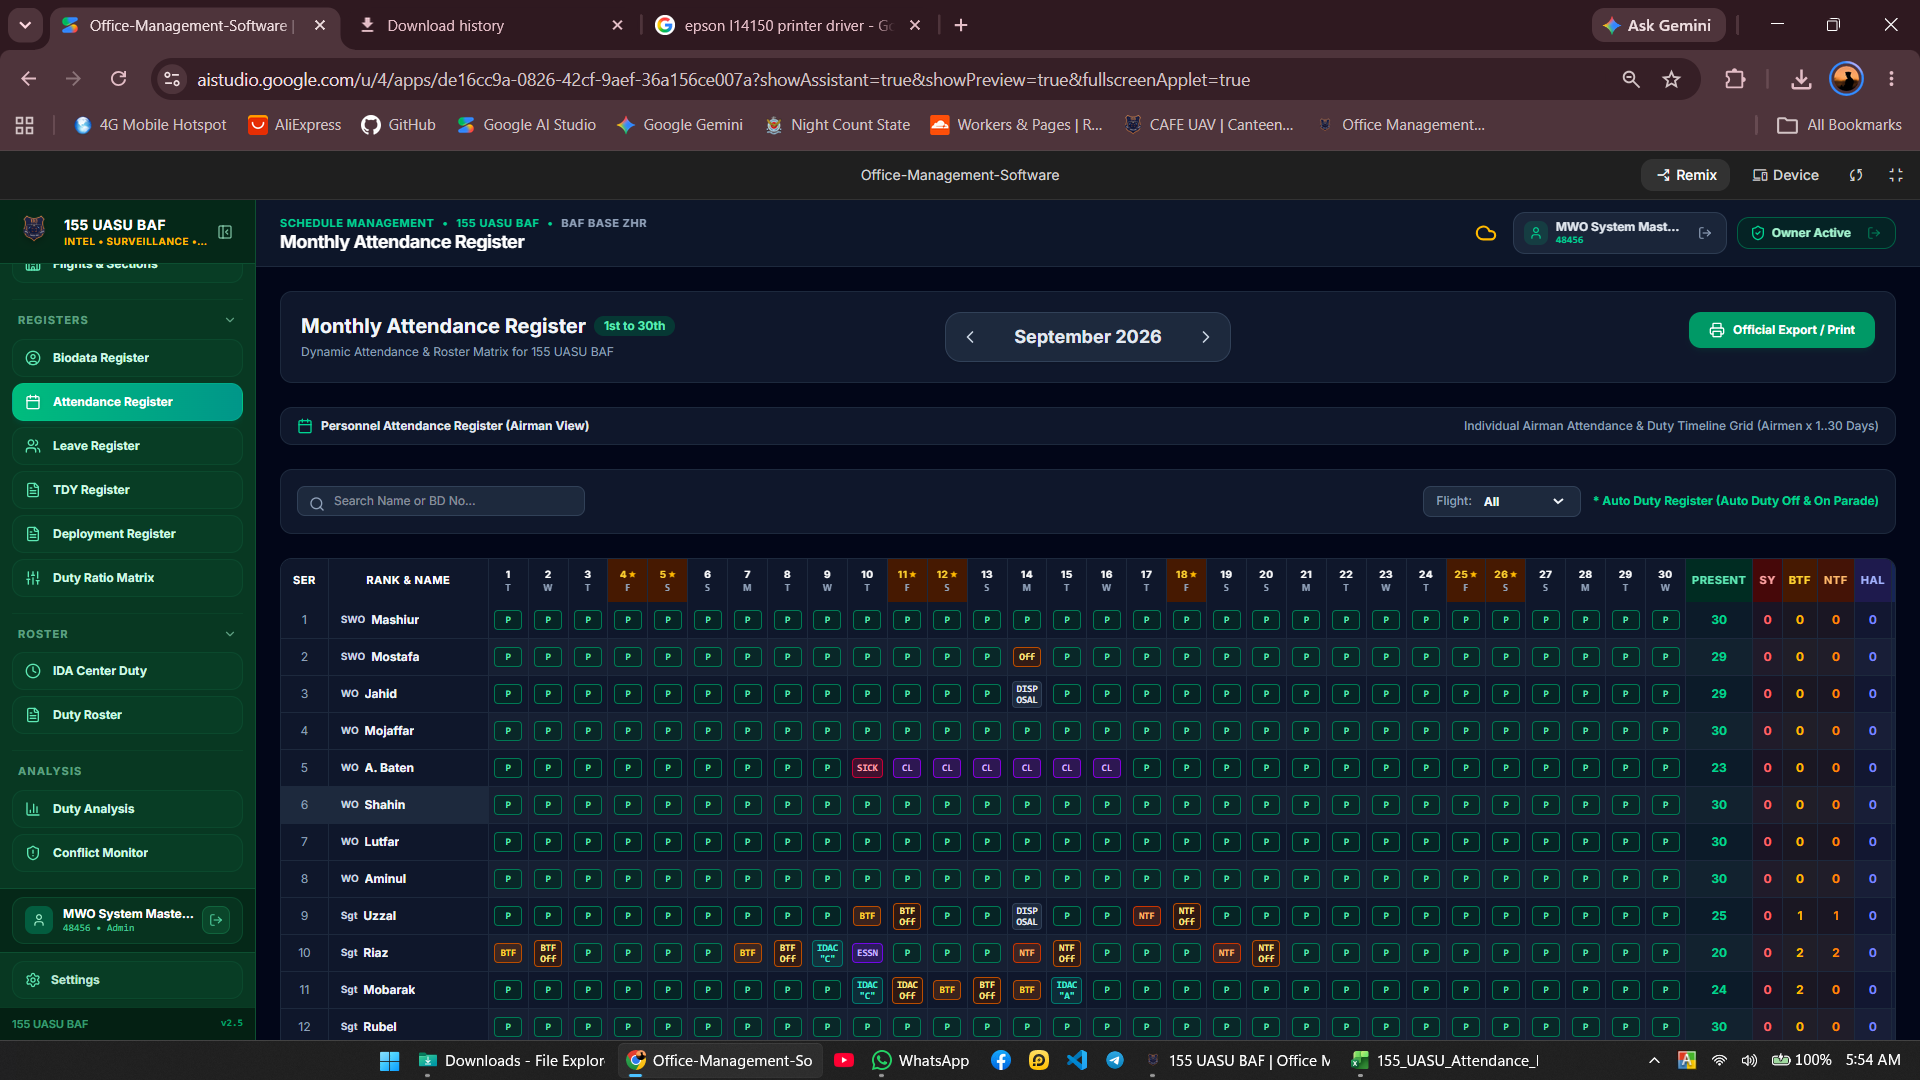 Office-Management-Software |
Download history
epson l14150 printer driver - Go
Ask Gemini
aistudio.google.com/u/4/apps/de16cc9a-0826-42cf-9aef-36a156ce007a?showAssistant=true&showPreview=true&fullscreenApplet=true
4G Mobile Hotspot
AliExpress
GitHub
Google AI Studio
Google Gemini
Night Count State
Workers & Pages | R...
CAFE UAV | Canteen...
Office Management...
All Bookmarks
Office-Management-Software
Remix
Device
155 UASU BAF
INTEL • SURVEILLANCE •...
Flights & Sections
REGISTERS
Biodata Register
Attendance Register
Leave Register
TDY Register
Deployment Register
Duty Ratio Matrix
ROSTER
IDA Center Duty
Duty Roster
ANALYSIS
Duty Analysis
Conflict Monitor
MWO System Maste...
48456 • Admin
Settings
155 UASU BAF v2.5
SCHEDULE MANAGEMENT • 155 UASU BAF • BAF BASE ZHR
Monthly Attendance Register
MWO System Mast...
48456
Owner Active
Monthly Attendance Register 1st to 30th
Dynamic Attendance & Roster Matrix for 155 UASU BAF
September 2026
Official Export / Print
Personnel Attendance Register (Airman View)
Individual Airman Attendance & Duty Timeline Grid (Airmen x 1..30 Days)
Search Name or BD No...
Flight: All
* Auto Duty Register (Auto Duty Off & On Parade)
SER RANK & NAME 1 T 2 W 3 T 4★ F 5★ S 6 S 7 M 8 T 9 W 10 T 11★ F 12★ S 13 S 14 M 15 T 16 W 17 T 18★ F 19 S 20 S 21 M 22 T 23 W 24 T 25★ F 26★ S 27 S 28 M 29 T 30 W PRESENT SY BTF NTF HAL
1 SWO Mashiur P P P P P P P P P P P P P P P P P P P P P P P P P P P P P P 30 0 0 0 0
2 SWO Mostafa P P P P P P P P P P P P P Off P P P P P P P P P P P P P P P P 29 0 0 0 0
3 WO Jahid P P P P P P P P P P P P P DISPOSAL P P P P P P P P P P P P P P P P 29 0 0 0 0
4 WO Mojaffar P P P P P P P P P P P P P P P P P P P P P P P P P P P P P P 30 0 0 0 0
5 WO A. Baten P P P P P P P P P SICK CL CL CL CL CL CL P P P P P P P P P P P P P P 23 0 0 0 0
6 WO Shahin P P P P P P P P P P P P P P P P P P P P P P P P P P P P P P 30 0 0 0 0
7 WO Lutfar P P P P P P P P P P P P P P P P P P P P P P P P P P P P P P 30 0 0 0 0
8 WO Aminul P P P P P P P P P P P P P P P P P P P P P P P P P P P P P P 30 0 0 0 0
9 Sgt Uzzal P P P P P P P P P BTF BTF Off P P DISPOSAL P P NTF NTF Off P P P P P P P P P P P P 25 0 1 1 0
10 Sgt Riaz BTF BTF Off P P P P BTF BTF Off IDAC "C" ESSN P P P NTF NTF Off P P P NTF NTF Off P P P P P P P P P P 20 0 2 2 0
11 Sgt Mobarak P P P P P P P P P IDAC "C" IDAC Off BTF BTF Off BTF IDAC "A" P P P P P P P P P P P P P P P 24 0 2 0 0
12 Sgt Rubel P P P P P P P P P P P P P P P P P P P P P P P P P P P P P P 30 0 0 0 0
Downloads - File Explor
Office-Management-So
WhatsApp
155 UASU BAF | Office M
155_UASU_Attendance_
100%
5:54 AM